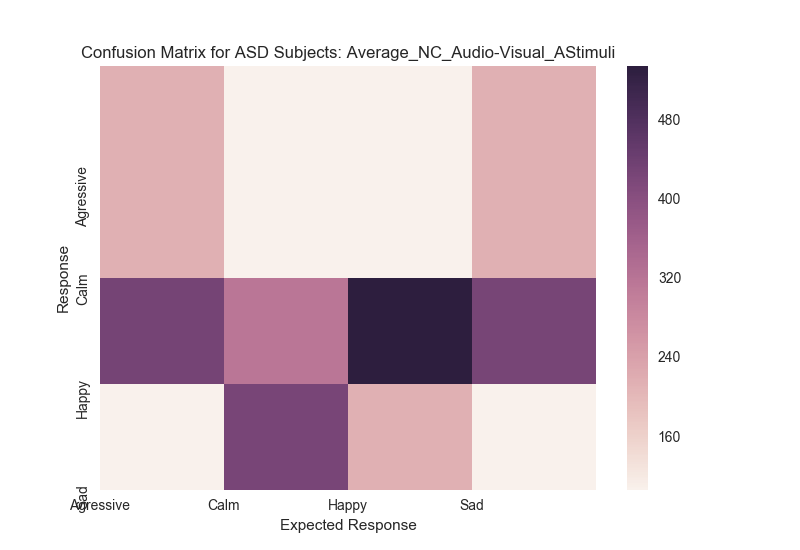 Confusion Matrix for ASD Subjects: Average_NC_Audio-Visual_AStimuli
Agressive
Calm
Happy
Sad
Response
480
400
320
240
160
Agressive
Calm
Happy
Sad
Expected Response